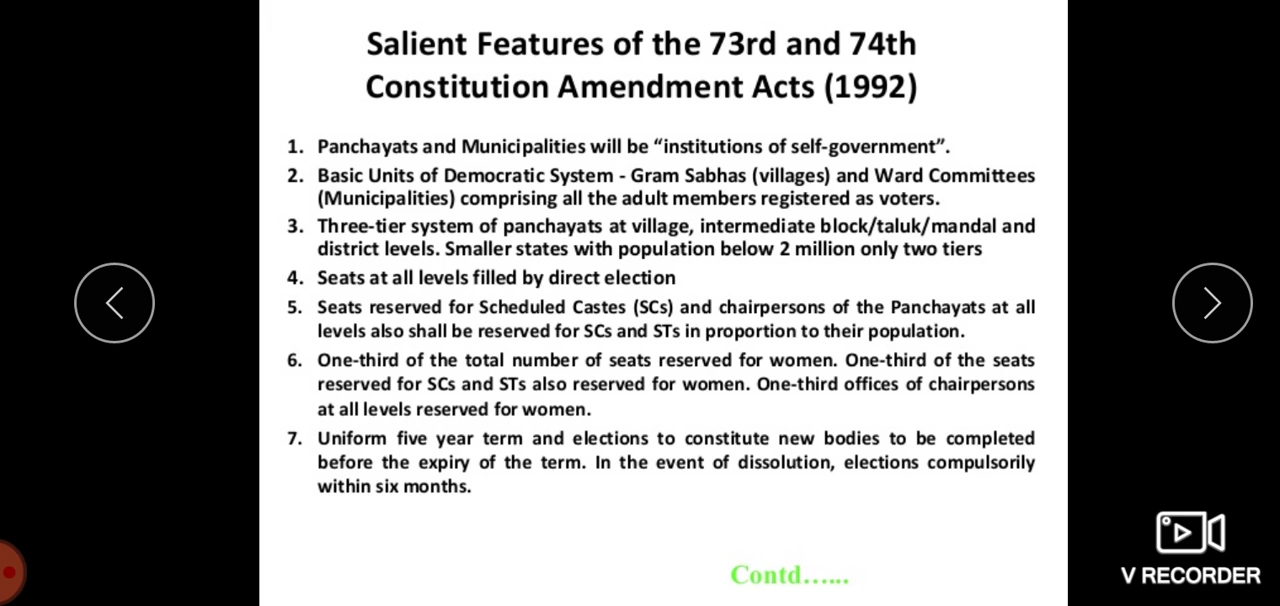 Salient Features of the 73rd and 74th
Constitution Amendment Acts (1992)
1. Panchayats and Municipalities will be “institutions of self-government”.
2. Basic Units of Democratic System - Gram Sabhas (villages) and Ward Committees
(Municipalities) comprising all the adult members registered as voters.
3. Three-tier system of panchayats at village, intermediate block/taluk/mandal and
district levels. Smaller states with population below 2 million only two tiers
4. Seats at all levels filled by direct election
5. Seats reserved for Scheduled Castes (SCs) and chairpersons of the Panchayats at all
levels also shall be reserved for SCs and STs in proportion to their population.
6. One-third of the total number of seats reserved for women. One-third of the seats
reserved for SCs and STs also reserved for women. One-third offices of chairpersons
at all levels reserved for women.
7. Uniform five year term and elections to constitute new bodies to be completed
before the expiry of the term. In the event of dissolution, elections compulsorily
within six months.
Contd......
V RECORDER